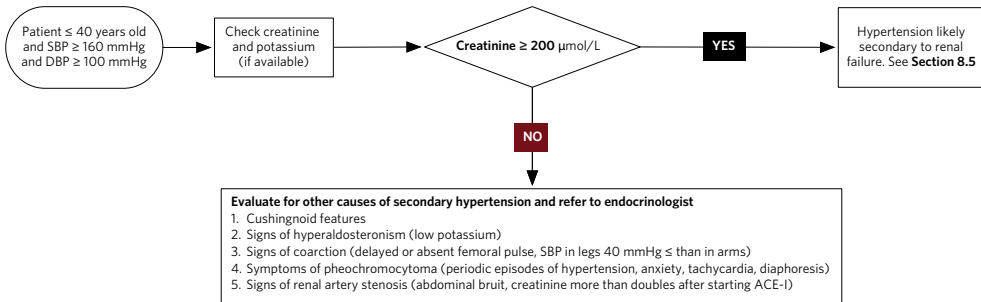 Patient ≤ 40 years old
and SBP ≥ 160 mmHg
and DBP ≥ 100 mmHg
Check creatinine
and potassium
(if available)
Creatinine ≥ 200 µmol/L
YES
Hypertension likely
secondary to renal
failure. See Section 8.5
NO
Evaluate for other causes of secondary hypertension and refer to endocrinologist
1. Cushingnoid features
2. Signs of hyperaldosteronism (low potassium)
3. Signs of coarction (delayed or absent femoral pulse, SBP in legs 40 mmHg ≤ than in arms)
4. Symptoms of pheochromycytoma (periodic episodes of hypertension, anxiety, tachycardia, diaphoresis)
5. Signs of renal artery stenosis (abdominal bruit, creatinine more than doubles after starting ACE-I)